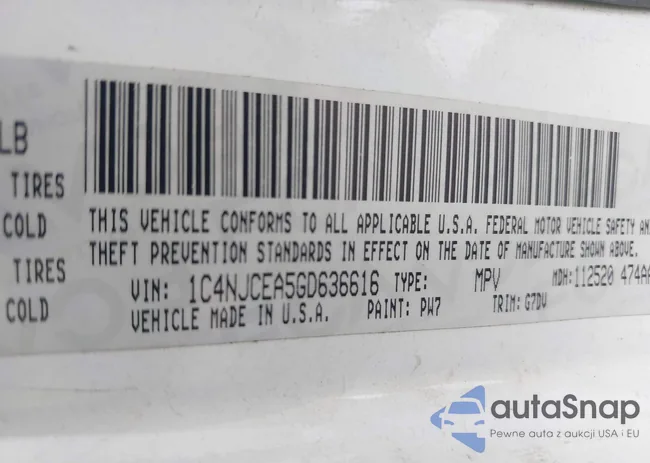 LB
TIRES
COLD
TIRES
COLD
THIS VEHICLE CONFORMS TO ALL APPLICABLE U.S.A. FEDERAL MOTOR VEHICLE SAFETY AN
THEFT PREVENTION STANDARDS IN EFFECT ON THE DATE OF MANUFACTURE SHOWN ABOVE.
VIN: 1C4NJCEA5GD636616 TYPE: MPV MDH: 112520 474AA
VEHICLE MADE IN U.S.A. PAINT: PW7 TRIM: G7DV
autaSnap
Pewne auta z aukcji USA i EU